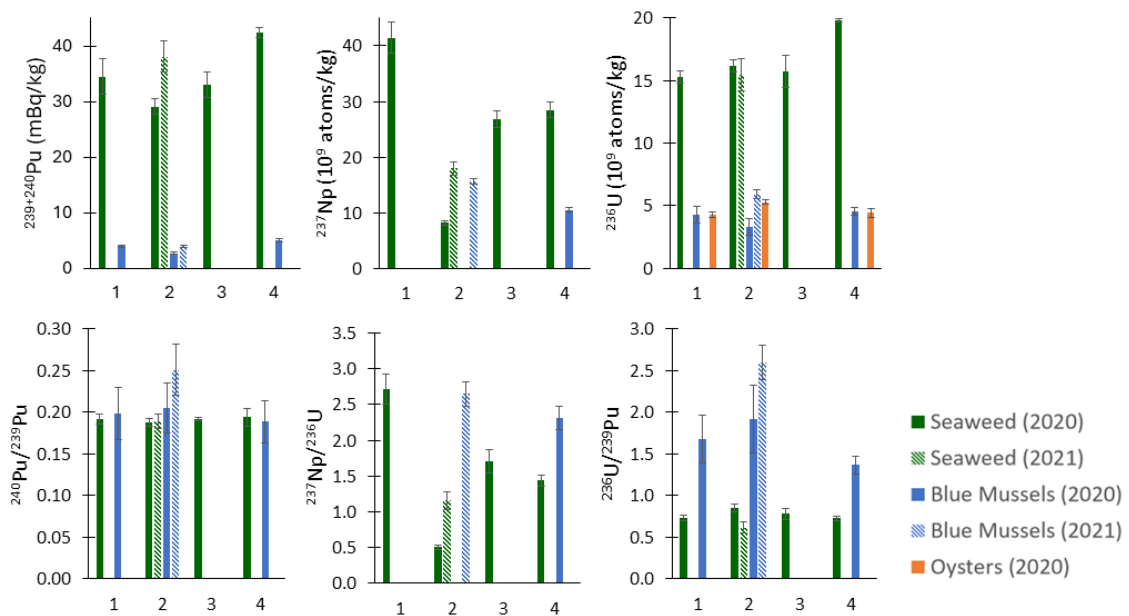 239+240Pu (mBq/kg)
40
30
20
10
0
1 2 3 4
237Np (10^9 atoms/kg)
40
30
20
10
0
1 2 3 4
236U (10^9 atoms/kg)
20
15
10
5
0
1 2 3 4
240Pu/239Pu
0.30
0.25
0.20
0.15
0.10
0.05
0.00
1 2 3 4
237Np/236U
3.5
3.0
2.5
2.0
1.5
1.0
0.5
0.0
1 2 3 4
236U/239Pu
3.0
2.5
2.0
1.5
1.0
0.5
0.0
1 2 3 4
Seaweed (2020)
Seaweed (2021)
Blue Mussels (2020)
Blue Mussels (2021)
Oysters (2020)